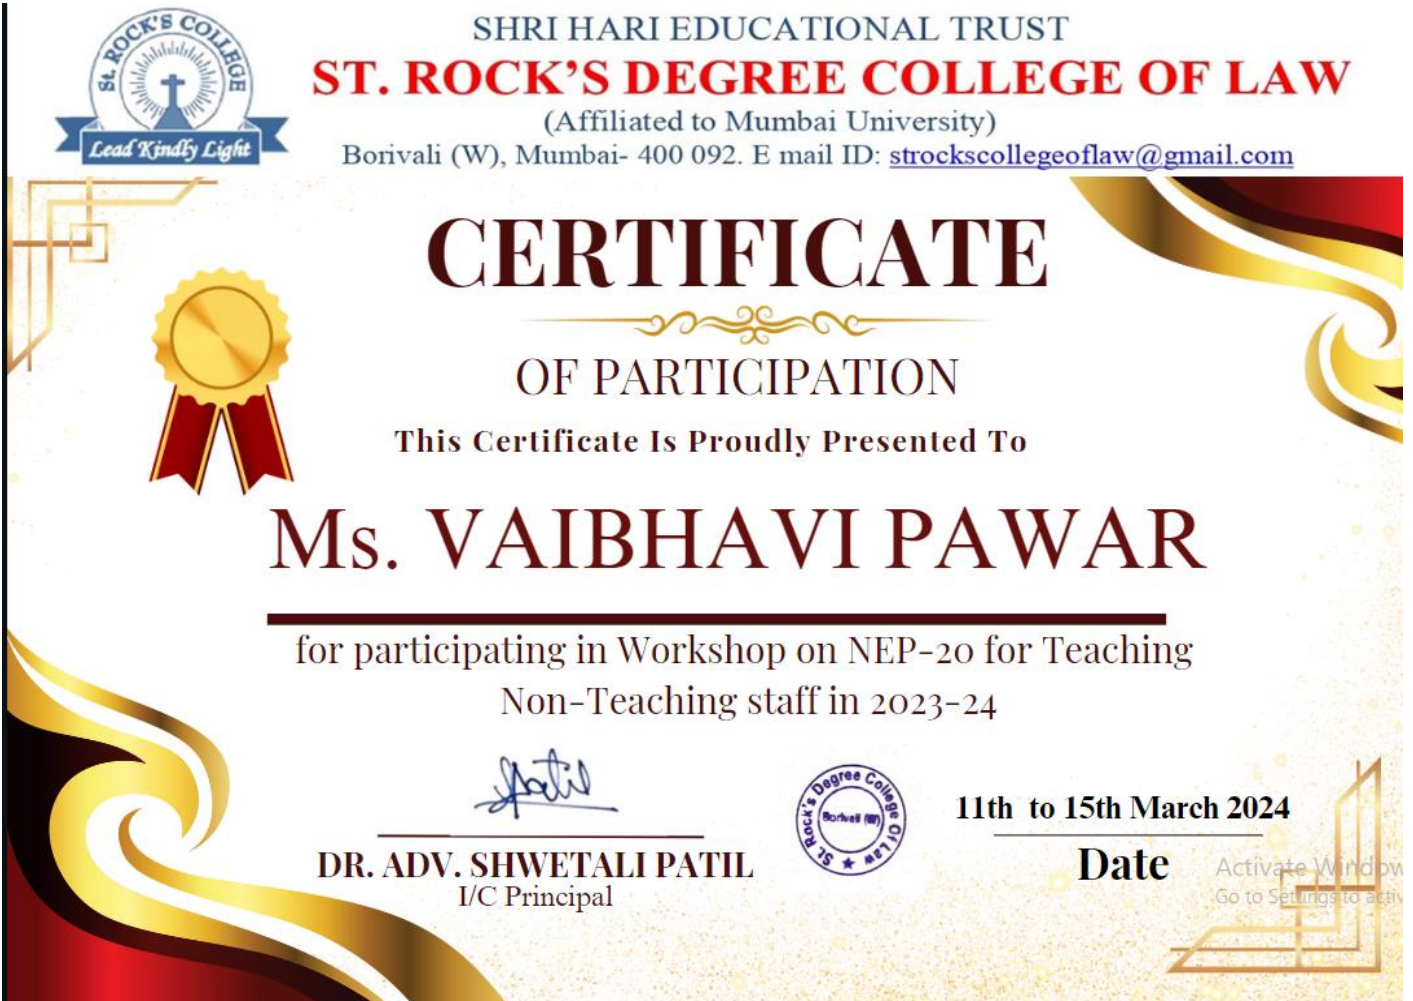 St. ROCK'S COLLEGE
Lead Kindly Light
SHRI HARI EDUCATIONAL TRUST
ST. ROCK'S DEGREE COLLEGE OF LAW
(Affiliated to Mumbai University)
Borivali (W), Mumbai- 400 092. E mail ID: strockscollegeoflaw@gmail.com
CERTIFICATE
OF PARTICIPATION
This Certificate Is Proudly Presented To
Ms. VAIBHAVI PAWAR
for participating in Workshop on NEP-20 for Teaching
Non-Teaching staff in 2023-24
Patil
St. Rock's Degree College Of Law
Borivali (W)
11th to 15th March 2024
DR. ADV. SHWETALI PATIL
I/C Principal
Date
Activate Window
Go to Settings to activ